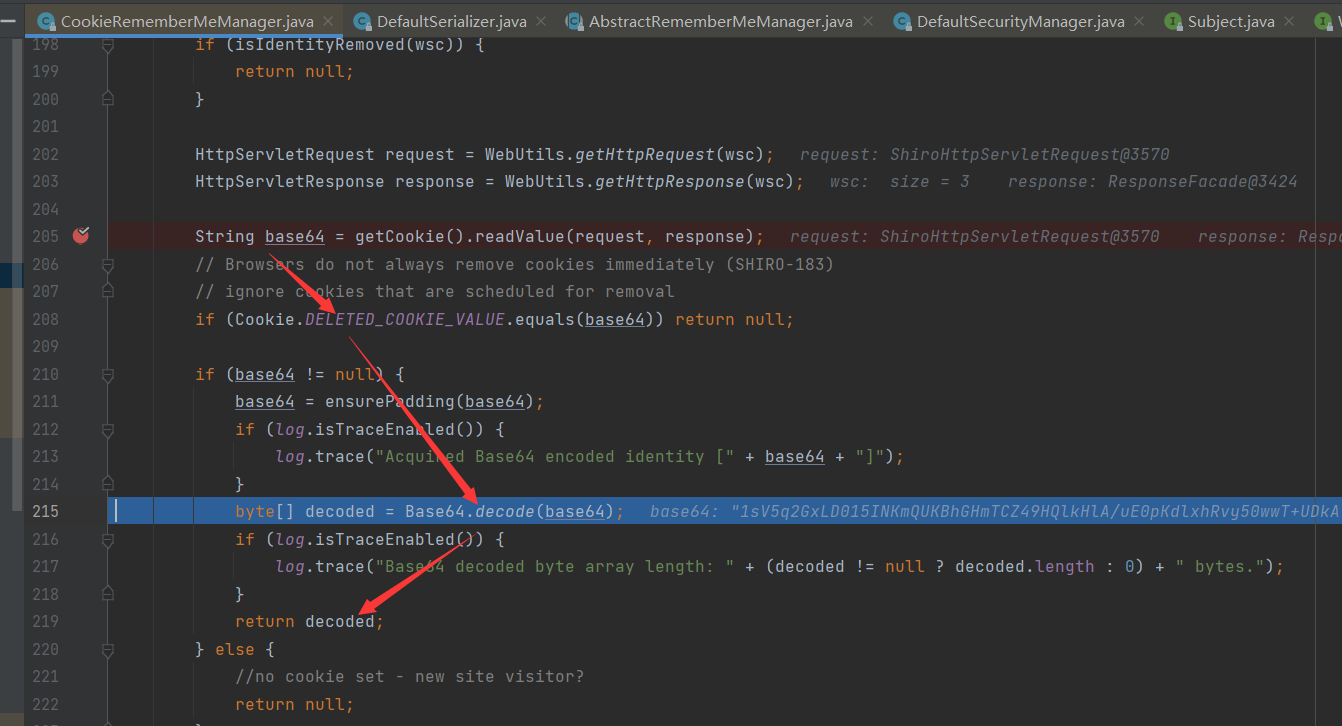 CookieRememberMeManager.java DefaultSerializer.java AbstractRememberMeManager.java DefaultSecurityManager.java Subject.java
198 if (isIdentityRemoved(wsc)) {
199 return null;
200 }
201
202 HttpServletRequest request = WebUtils.getHttpRequest(wsc); request: ShiroHttpServletRequest@3570
203 HttpServletResponse response = WebUtils.getHttpResponse(wsc); wsc: size = 3 response: ResponseFacade@3424
204
205 String base64 = getCookie().readValue(request, response); request: ShiroHttpServletRequest@3570 response: Respo
206 // Browsers do not always remove cookies immediately (SHIRO-183)
207 // ignore cookies that are scheduled for removal
208 if (Cookie.DELETED_COOKIE_VALUE.equals(base64)) return null;
209
210 if (base64 != null) {
211 base64 = ensurePadding(base64);
212 if (log.isTraceEnabled()) {
213 log.trace("Acquired Base64 encoded identity [" + base64 + "]");
214 }
215 byte[] decoded = Base64.decode(base64); base64: "1sV5q2GxLD015INKmQUKBhGHmTCZ49HQlkHlA/uE0pKdlxhRvy50wwT+UDkA
216 if (log.isTraceEnabled()) {
217 log.trace("Base64 decoded byte array length: " + (decoded != null ? decoded.length : 0) + " bytes.");
218 }
219 return decoded;
220 } else {
221 //no cookie set - new site visitor?
222 return null;